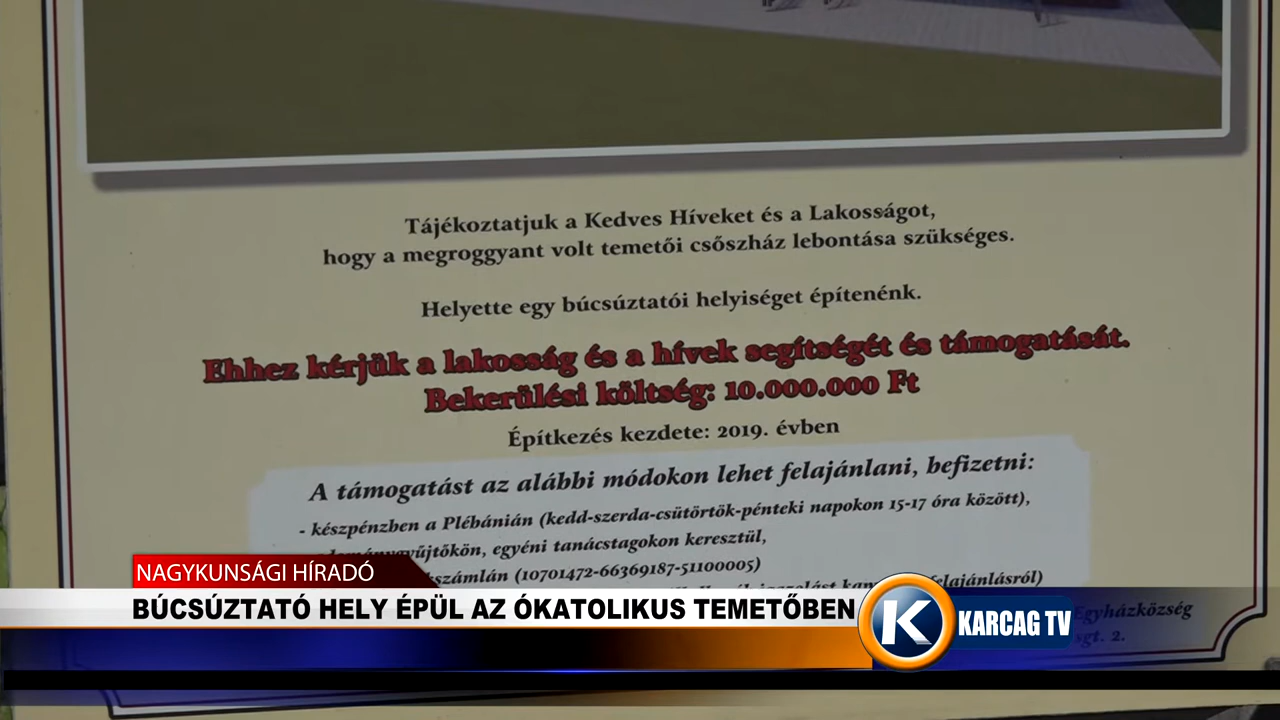 Tájékoztatjuk a Kedves Híveket és a Lakosságot,
hogy a megroggyant volt temetői csőszház lebontása szükséges.
Helyette egy búcsúztatói helyiséget építenénk.
Ehhez kérjük a lakosság és a hívek segítségét és támogatását.
Bekerülési költség: 10.000.000 Ft
Építkezés kezdete: 2019. évben
A támogatást az alábbi módokon lehet felajánlani, befizetni:
- készpénzben a Plébánián (kedd-szerda-csütörtök-pénteki napokon 15-17 óra között),
egyéni tanácstagokon keresztül,
(10701472-66369187-51100005)
felajánlásról)
Egyházközség
2.
NAGYKUNSÁGI HÍRADÓ
BÚCSÚZTATÓ HELY ÉPÜL AZ ÓKATOLIKUS TEMETŐBEN
K KARCAG TV